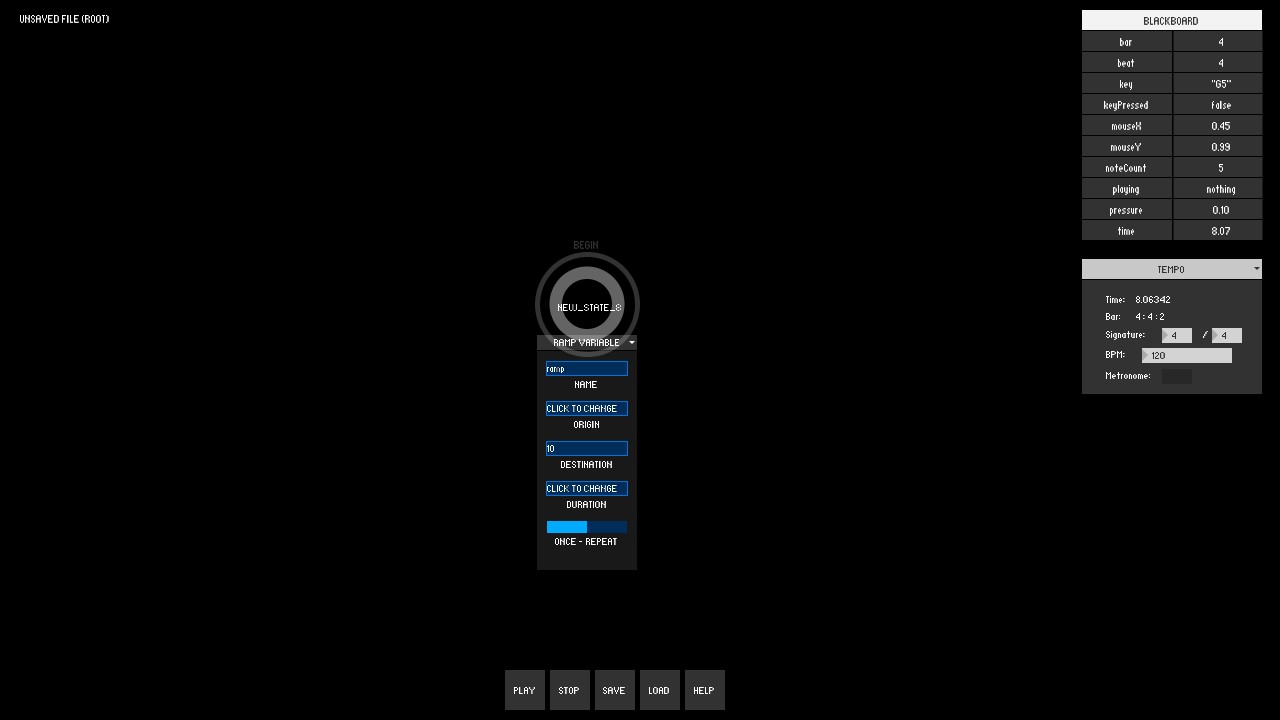 UNSAVED FILE (ROOT)
BLACKBOARD
bar 4
beat 4
key "G5"
keyPressed false
mouseX 0.45
mouseY 0.99
noteCount 5
playing nothing
pressure 0.10
time 8.07
TEMPO
Time: 8.06342
Bar: 4 : 4 : 2
Signature: 4 / 4
BPM: 120
Metronome:
BEGIN
NEW_STATE_8
RAMP VARIABLE
ramp
NAME
CLICK TO CHANGE
ORIGIN
10
DESTINATION
CLICK TO CHANGE
DURATION
ONCE - REPEAT
PLAY STOP SAVE LOAD HELP